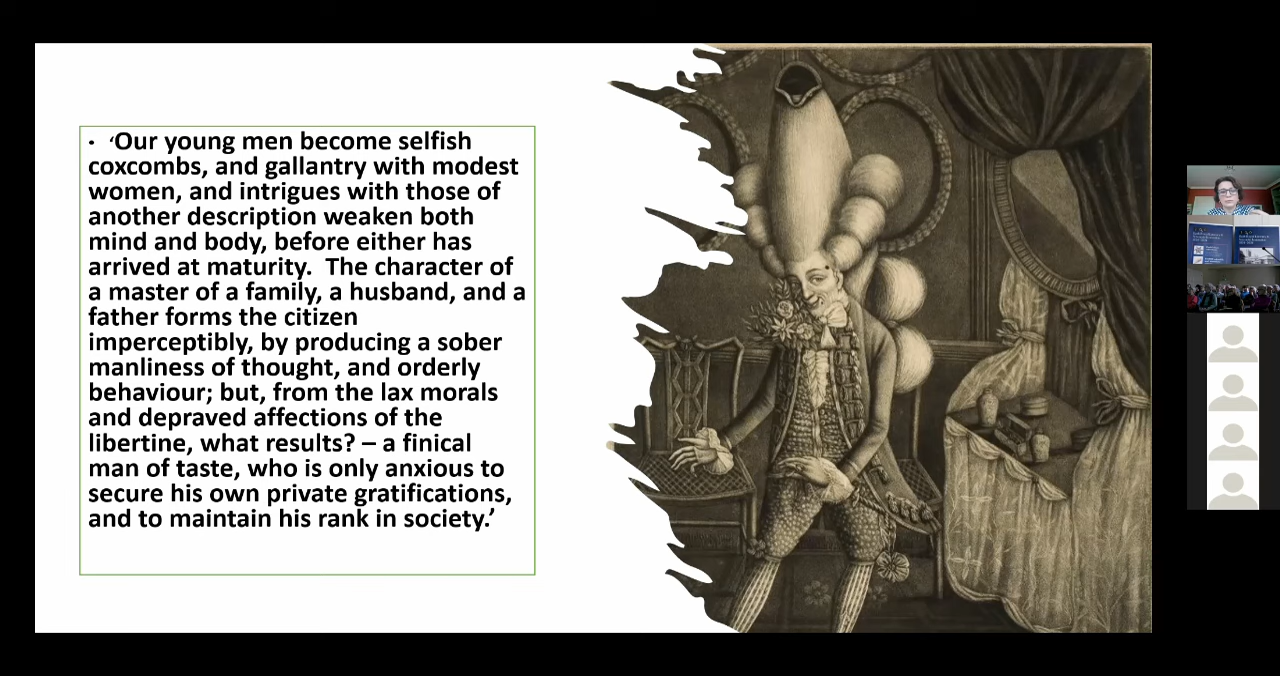 • ‘Our young men become selfish
coxcombs, and gallantry with modest
women, and intrigues with those of
another description weaken both
mind and body, before either has
arrived at maturity.  The character of
a master of a family, a husband, and a
father forms the citizen
imperceptibly, by producing a sober
manliness of thought, and orderly
behaviour; but, from the lax morals
and depraved affections of the
libertine, what results? – a finical
man of taste, who is only anxious to
secure his own private gratifications,
and to maintain his rank in society.’